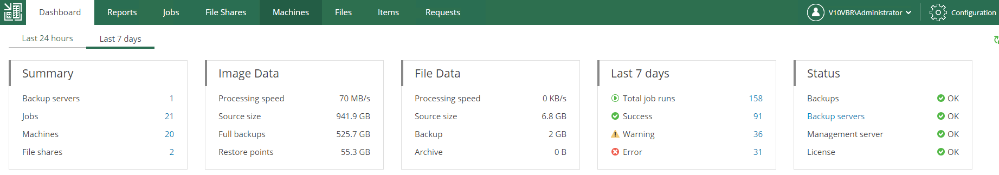 Dashboard Reports Jobs File Shares Machines Files Items Requests V10VBR\Administrator Configuration
Last 24 hours Last 7 days
Summary
Backup servers 1
Jobs 21
Machines 20
File shares 2
Image Data
Processing speed 70 MB/s
Source size 941.9 GB
Full backups 525.7 GB
Restore points 55.3 GB
File Data
Processing speed 0 KB/s
Source size 6.8 GB
Backup 2 GB
Archive 0 B
Last 7 days
Total job runs 158
Success 91
Warning 36
Error 31
Status
Backups OK
Backup servers OK
Management server OK
License OK